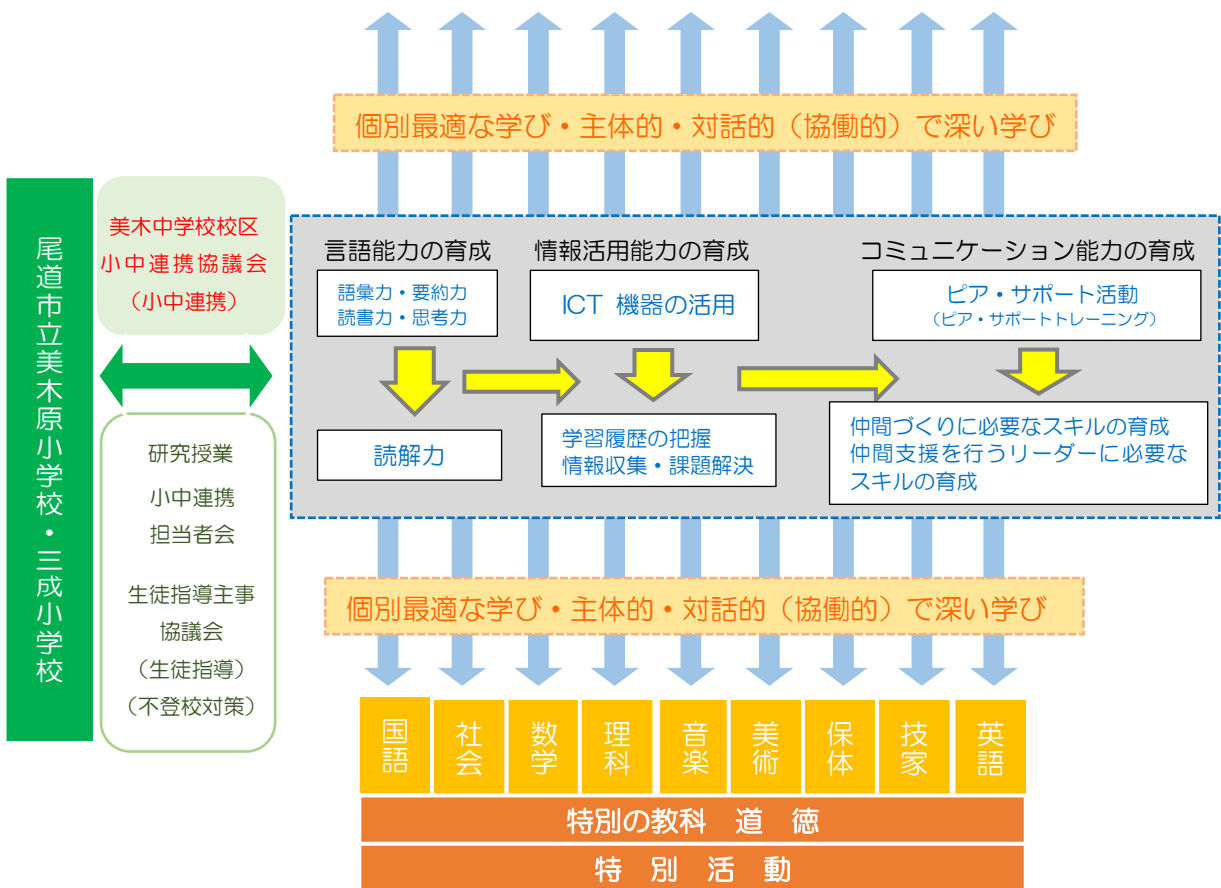 個別最適な学び・主体的・対話的（協働的）で深い学び
尾道市立美木原小学校・三成小学校
美木中学校校区
小中連携協議会
（小中連携）
研究授業
小中連携
担当者会
生徒指導主事
協議会
（生徒指導）
（不登校対策）
言語能力の育成
語彙力・要約力
読書力・思考力
読解力
情報活用能力の育成
ICT 機器の活用
学習履歴の把握
情報収集・課題解決
コミュニケーション能力の育成
ピア・サポート活動
（ピア・サポートトレーニング）
仲間づくりに必要なスキルの育成
仲間支援を行うリーダーに必要な
スキルの育成
個別最適な学び・主体的・対話的（協働的）で深い学び
国語
社会
数学
理科
音楽
美術
保体
技家
英語
特別の教科　道　徳
特　別　活　動